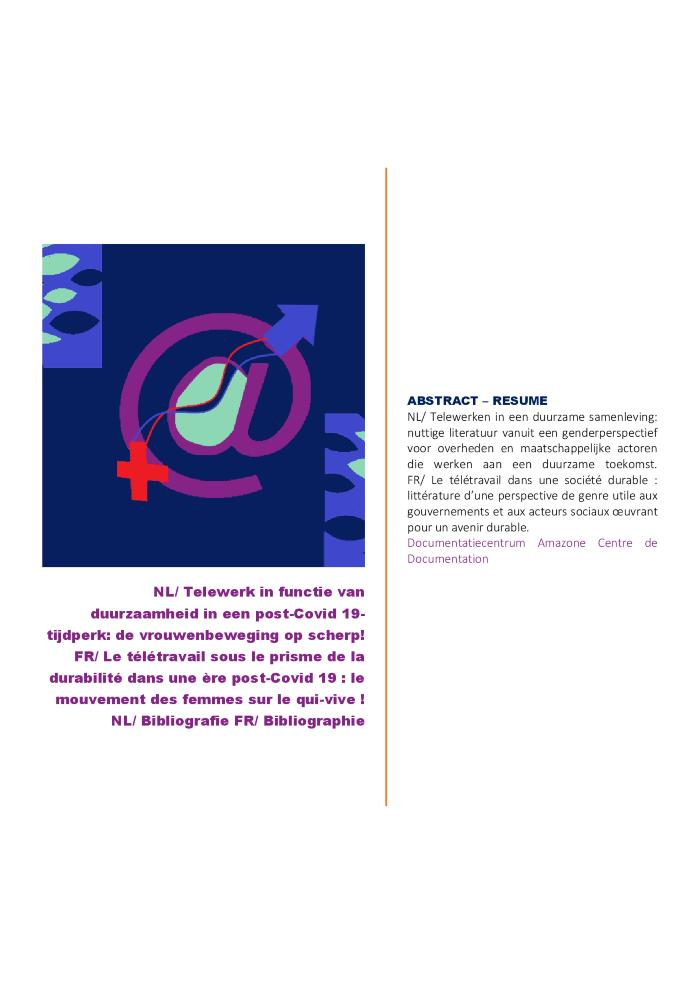 NL/ Telewerk in functie van
duurzaamheid in een post-Covid 19-
tijdperk: de vrouwenbeweging op scherp!
FR/ Le télétravail sous le prisme de la
durabilité dans une ère post-Covid 19 : le
mouvement des femmes sur le qui-vive !
NL/ Bibliografie FR/ Bibliographie
ABSTRACT – RESUME
NL/ Telewerken in een duurzame samenleving:
nuttige literatuur vanuit een genderperspectief
voor overheden en maatschappelijke actoren
die werken aan een duurzame toekomst.
FR/ Le télétravail dans une société durable :
littérature d’une perspective de genre utile aux
gouvernements et aux acteurs sociaux œuvrant
pour un avenir durable.
Documentatiecentrum Amazone Centre de
Documentation